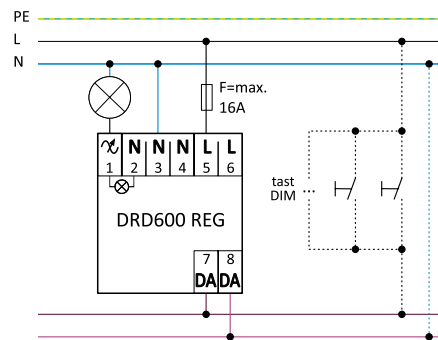 PE
L
N
F=max.
16A
N N N L L
1 2 3 4 5 6
tast
DIM
DRD600 REG
7 8
DA DA